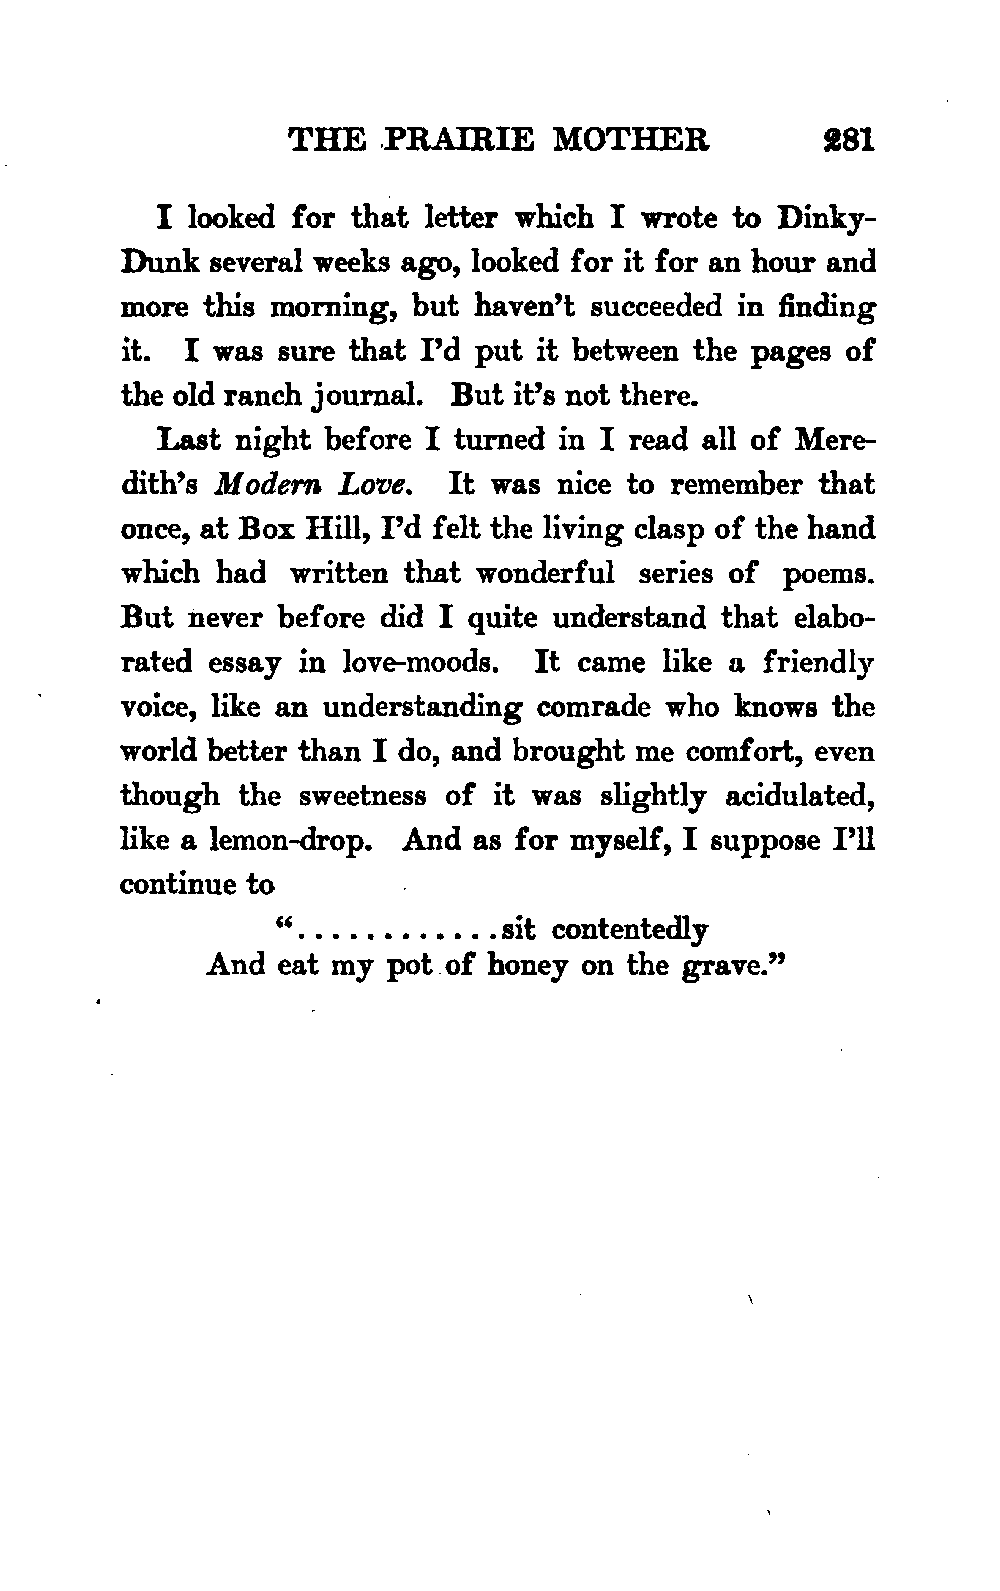 THE PRAIRIE MOTHER 281
I looked for that letter which I wrote to Dinky-
Dunk several weeks ago, looked for it for an hour and
more this morning, but haven't succeeded in finding
it. I was sure that I'd put it between the pages of
the old ranch journal. But it's not there.
Last night before I turned in I read all of Mere-
dith's Modern Love. It was nice to remember that
once, at Box Hill, I'd felt the living clasp of the hand
which had written that wonderful series of poems.
But never before did I quite understand that elabo-
rated essay in love-moods. It came like a friendly
voice, like an understanding comrade who knows the
world better than I do, and brought me comfort, even
though the sweetness of it was slightly acidulated,
like a lemon-drop. And as for myself, I suppose I'll
continue to
"............sit contentedly
And eat my pot of honey on the grave."